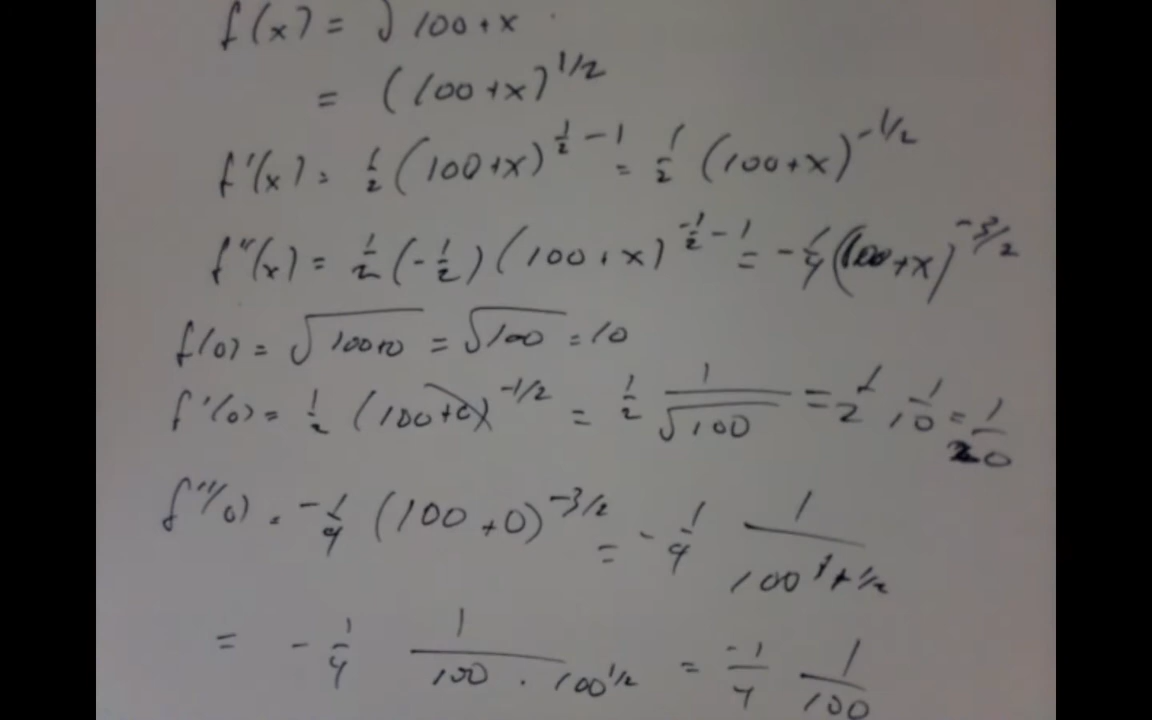 f(x) = √100+x
= (100+x)^1/2
f'(x) = 1/2 (100+x)^1/2 - 1 = 1/2 (100+x)^-1/2
f''(x) = 1/2 (-1/2) (100+x)^-1/2 - 1 = -1/4 (100+x)^-3/2
f(0) = √100+0 = √100 = 10
f'(0) = 1/2 (100+0)^-1/2 = 1/2 1/√100 = 1/2 · 1/10 = 1/20
f''(0) = -1/4 (100+0)^-3/2 = -1/4 1/100^1+1/2
= -1/4 1/100 · 100^1/2 = -1/4 1/100